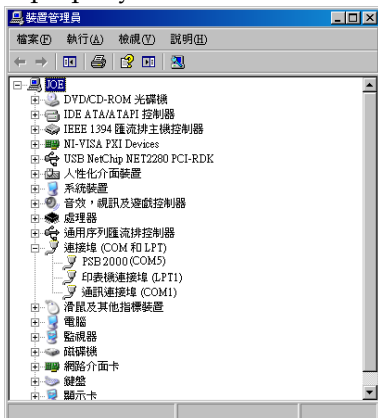 裝置管理員
檔案(F) 執行(A) 檢視(V) 說明(H)
JOE
DVD/CD-ROM 光碟機
IDE ATA/ATAPI 控制器
IEEE 1394 匯流排主機控制器
NI-VISA PXI Devices
USB NetChip NET2280 PCI-RDK
人性化介面裝置
系統裝置
音效，視訊及遊戲控制器
處理器
通用序列匯流排控制器
連接埠 (COM 和 LPT)
PSB2000 (COM5)
印表機連接埠 (LPT1)
通訊連接埠 (COM1)
滑鼠及其他指標裝置
電腦
監視器
磁碟機
網路介面卡
鍵盤
顯示卡